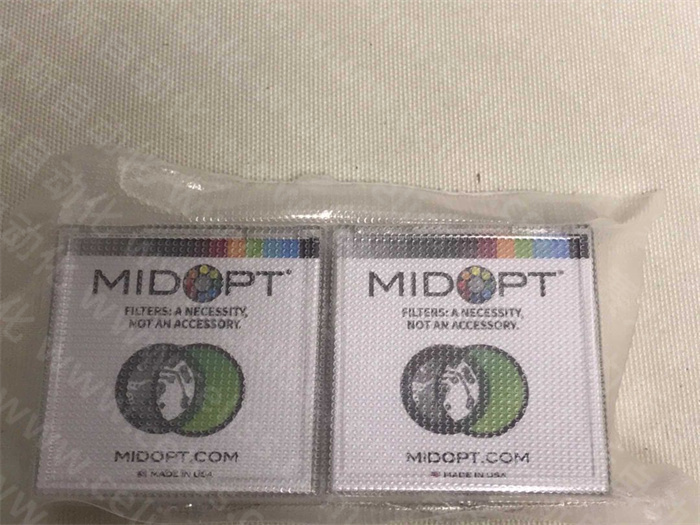 MIDOPT®
FILTERS: A NECESSITY,
NOT AN ACCESSORY.
MIDOPT.COM
MADE IN USA
MIDOPT®
FILTERS: A NECESSITY,
NOT AN ACCESSORY.
MIDOPT.COM
MADE IN USA